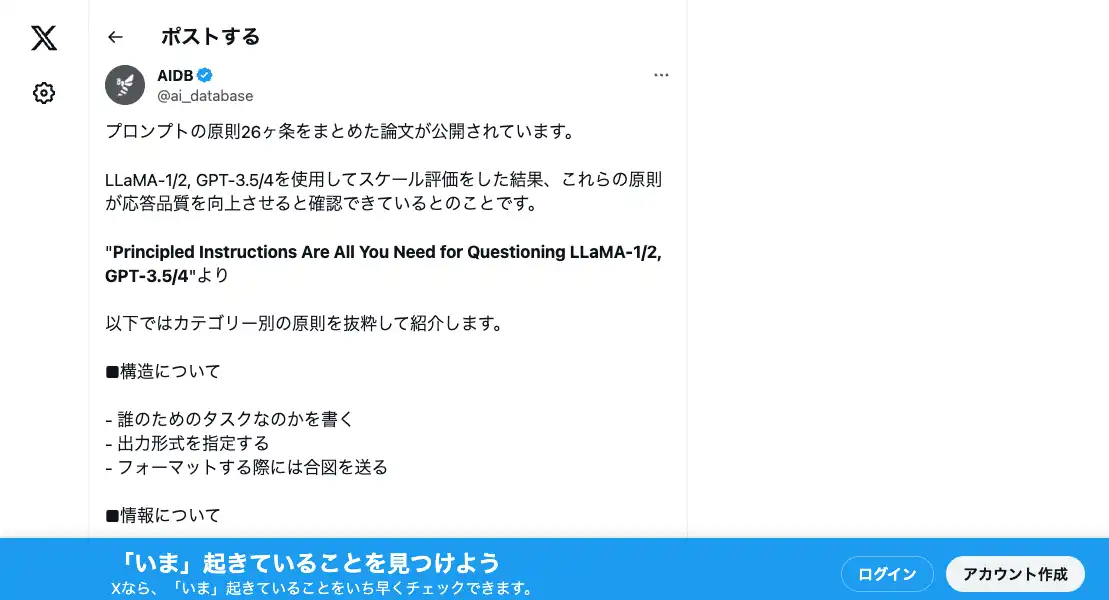 ポストする
AIDB
@ai_database
プロンプトの原則26ヶ条をまとめた論文が公開されています。
LLaMA-1/2, GPT-3.5/4を使用してスケール評価をした結果、これらの原則
が応答品質を向上させると確認できているとのことです。
"Principled Instructions Are All You Need for Questioning LLaMA-1/2,
GPT-3.5/4"より
以下ではカテゴリー別の原則を抜粋して紹介します。
■構造について
- 誰のためのタスクなのかを書く
- 出力形式を指定する
- フォーマットする際には合図を送る
■情報について
「いま」起きていることを見つけよう
Xなら、「いま」起きていることをいち早くチェックできます。
ログイン
アカウント作成